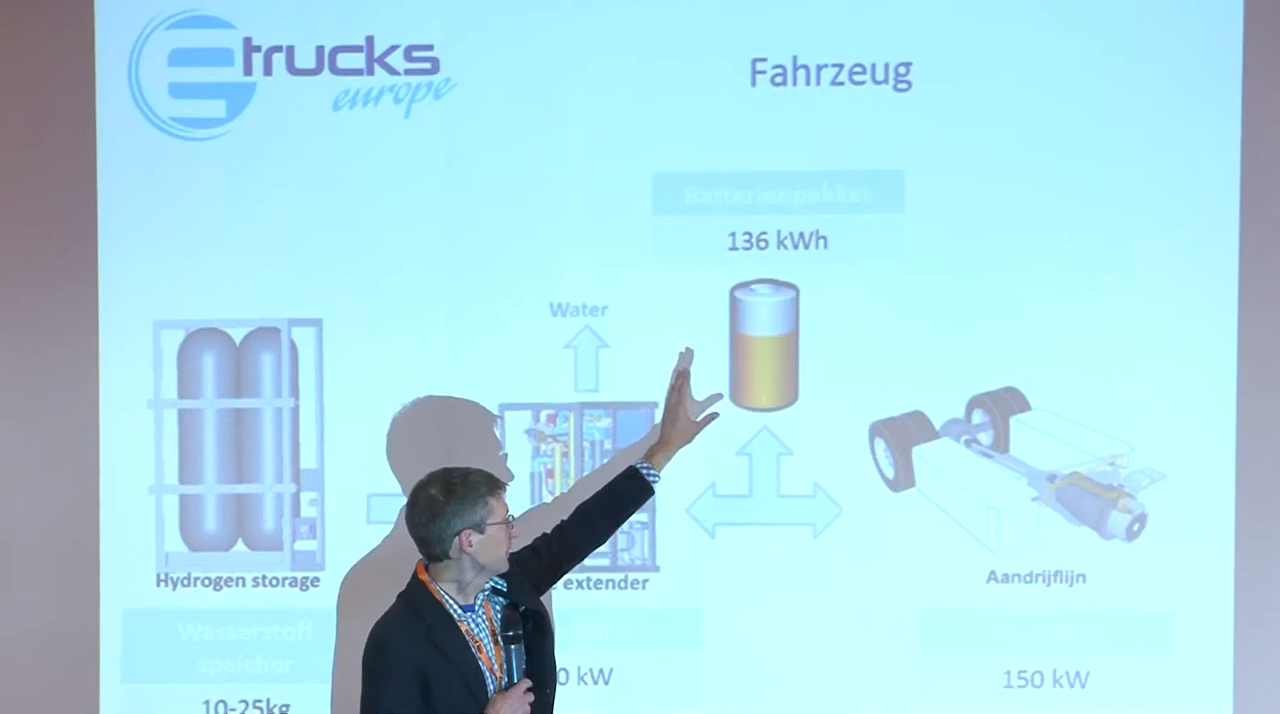 trucks
europe
Fahrzeug
Batterienpakket
136 kWh
Water
Hydrogen storage
extender
Aandrijflijn
Wasserstoff
speicher
0 kW
150 kW
10-25kg